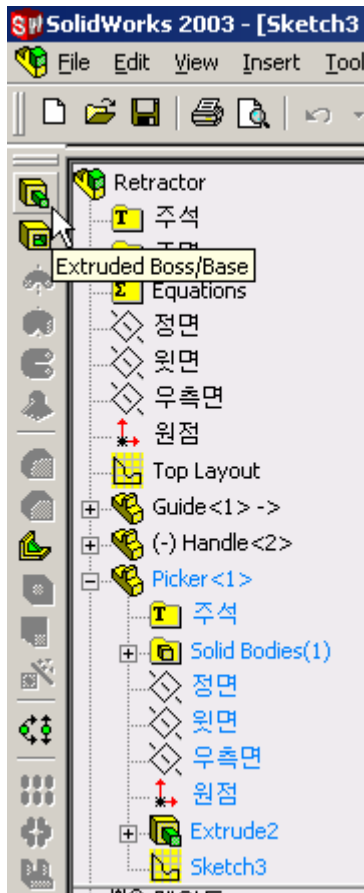 SolidWorks 2003 - [Sketch3
File Edit View Insert Tool
Retractor
주석
Extruded Boss/Base
Equations
정면
윗면
우측면
원점
Top Layout
Guide<1> ->
(-) Handle<2>
Picker<1>
주석
Solid Bodies(1)
정면
윗면
우측면
원점
Extrude2
Sketch3